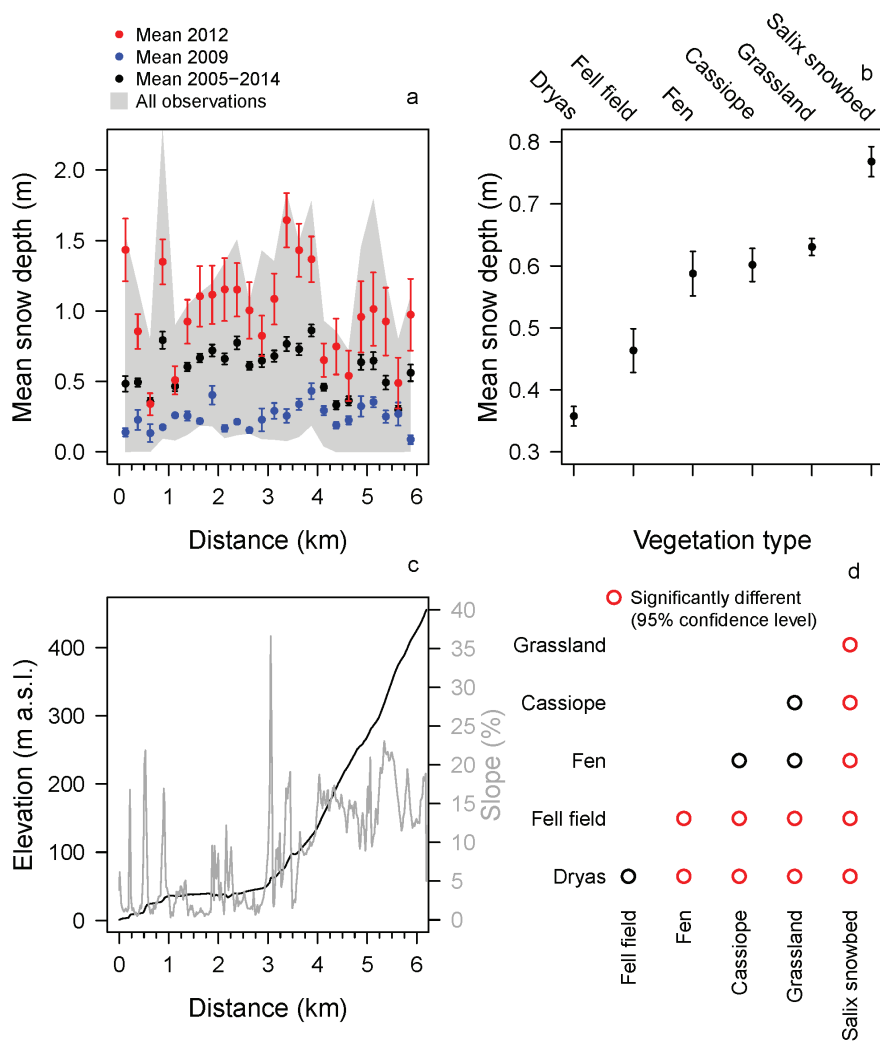 Mean 2012
Mean 2009
Mean 2005−2014
All observations
a
Mean snow depth (m)
2.0
1.5
1.0
0.5
0.0
0 1 2 3 4 5 6
Distance (km)
b
Dryas
Fell field
Fen
Cassiope
Grassland
Salix snowbed
Mean snow depth (m)
0.8
0.7
0.6
0.5
0.4
0.3
Vegetation type
c
Elevation (m a.s.l.)
400
300
200
100
0
40
35
30
25
20
15
10
5
0
Slope (%)
0 1 2 3 4 5 6
Distance (km)
d
Significantly different
(95% confidence level)
Grassland
Cassiope
Fen
Fell field
Dryas
Fell field
Fen
Cassiope
Grassland
Salix snowbed